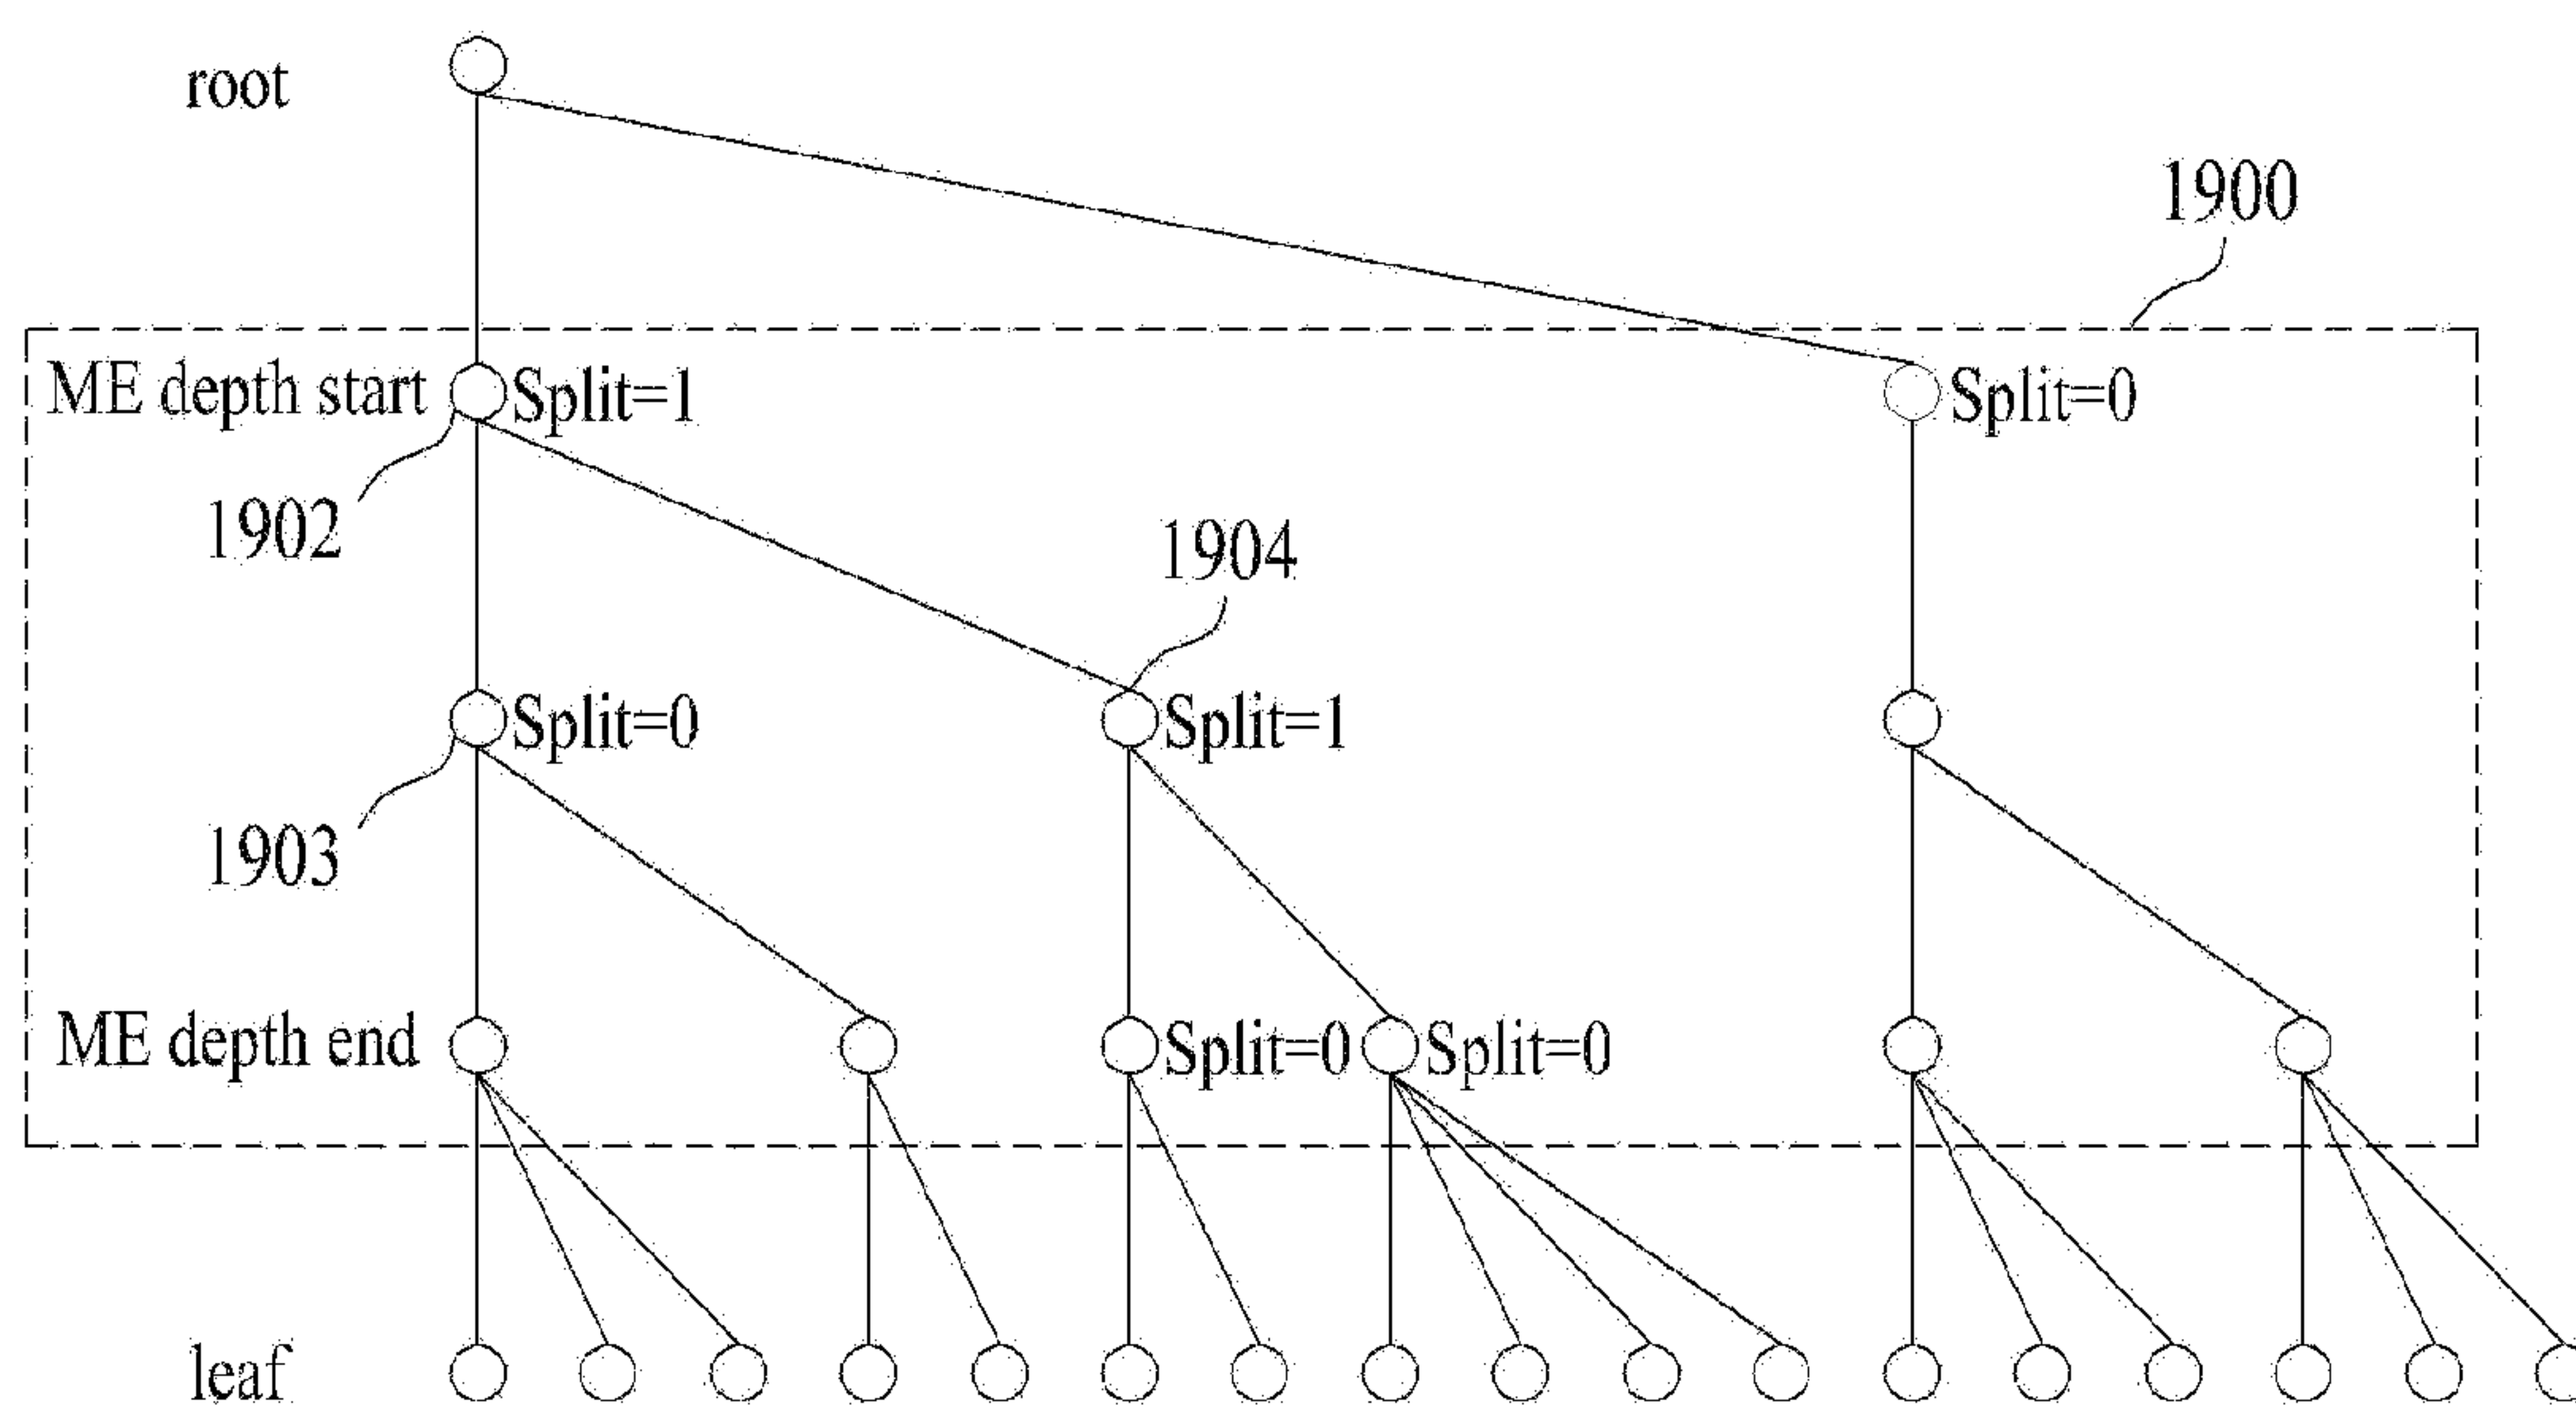 root
1900
ME depth start Split=1 Split=0
1902
1904
Split=0 Split=1
1903
ME depth end Split=0 Split=0
leaf